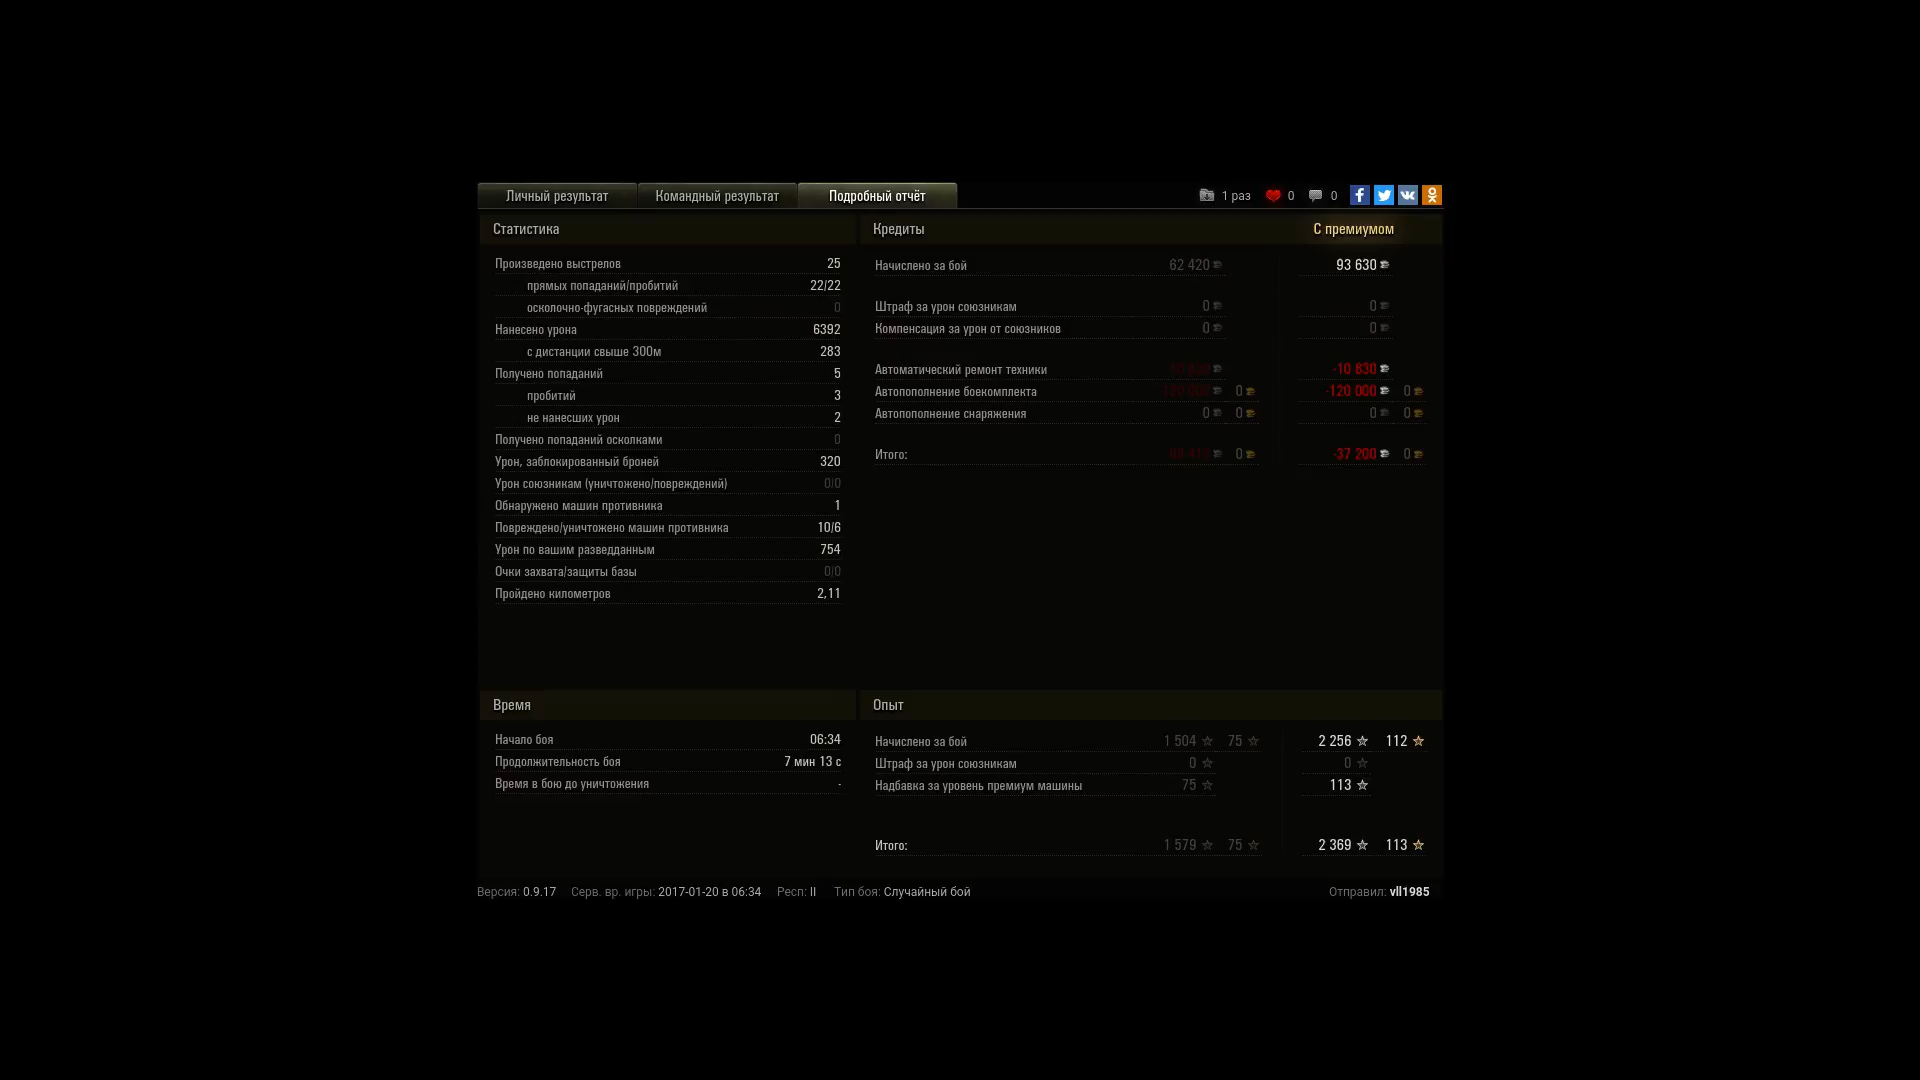 Личный результат Командный результат Подробный отчёт 1 раз 0 0
Статистика
Произведено выстрелов 25
прямых попаданий/пробитий 22/22
осколочно-фугасных повреждений 0
Нанесено урона 6392
с дистанции свыше 300м 283
Получено попаданий 5
пробитий 3
не нанесших урон 2
Получено попаданий осколками 0
Урон, заблокированный броней 320
Урон союзникам (уничтожено/повреждений) 0/0
Обнаружено машин противника 1
Повреждено/уничтожено машин противника 10/6
Урон по вашим разведданным 754
Очки захвата/защиты базы 0/0
Пройдено километров 2,11
Кредиты С премиумом
Начислено за бой 62 420 93 630
Штраф за урон союзникам 0 0
Компенсация за урон от союзников 0 0
Автоматический ремонт техники -10 830
Автопополнение боекомплекта 0 -120 000 0
Автопополнение снаряжения 0 0 0 0
Итого: 0 -37 200 0
Время
Начало боя 06:34
Продолжительность боя 7 мин 13 с
Время в бою до уничтожения -
Опыт
Начислено за бой 1 504 75 2 256 112
Штраф за урон союзникам 0 0
Надбавка за уровень премиум машины 75 113
Итого: 1 579 75 2 369 113
Версия: 0.9.17 Серв. вр. игры: 2017-01-20 в 06:34 Респ: II Тип боя: Случайный бой Отправил: vll1985